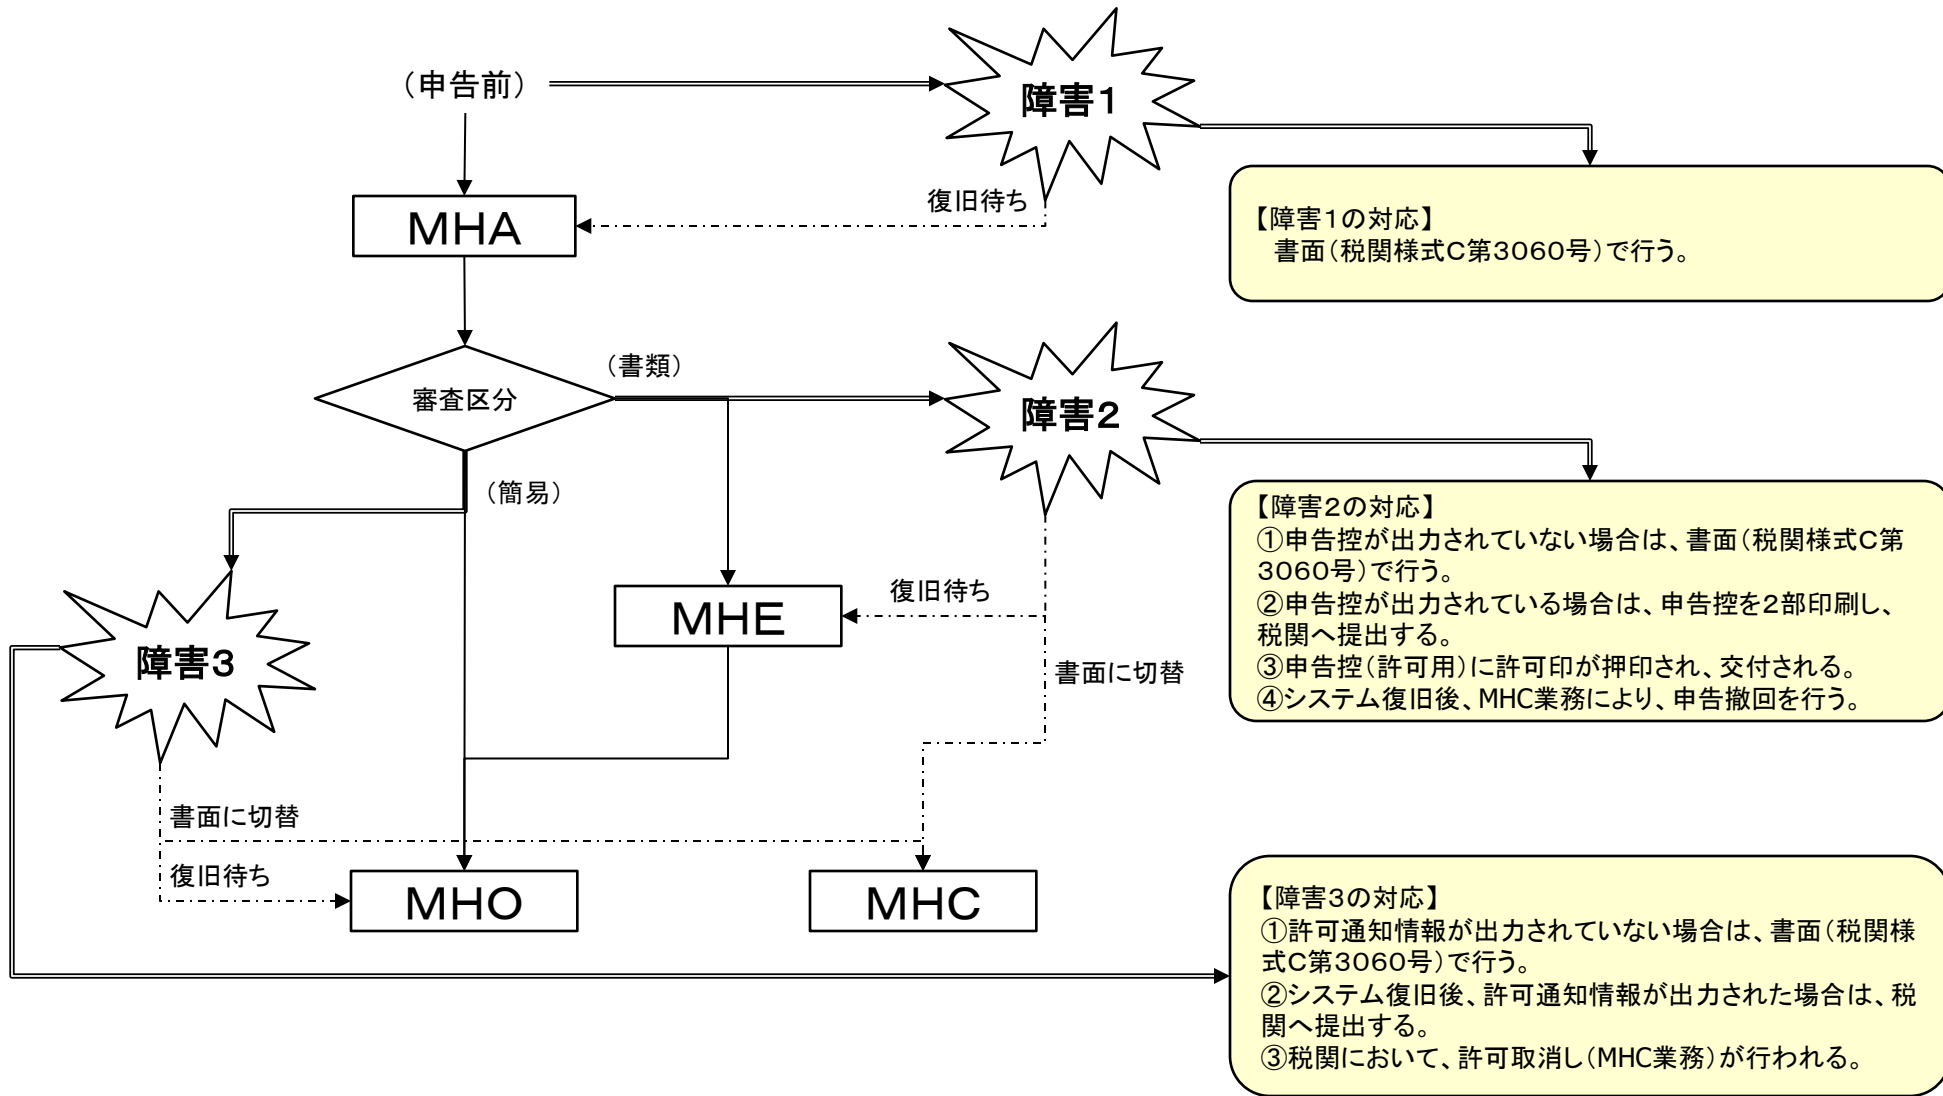 （申告前）
障害１
復旧待ち
MHA
【障害１の対応】
書面（税関様式C第３０６０号）で行う。
審査区分
（書類）
（簡易）
障害２
【障害２の対応】
①申告控が出力されていない場合は、書面（税関様式C第
３０６０号）で行う。
②申告控が出力されている場合は、申告控を２部印刷し、
税関へ提出する。
③申告控（許可用）に許可印が押印され、交付される。
④システム復旧後、MHC業務により、申告撤回を行う。
復旧待ち
MHE
書面に切替
障害３
書面に切替
復旧待ち
MHO
MHC
【障害３の対応】
①許可通知情報が出力されていない場合は、書面（税関様
式C第３０６０号）で行う。
②システム復旧後、許可通知情報が出力された場合は、税
関へ提出する。
③税関において、許可取消し（MHC業務）が行われる。